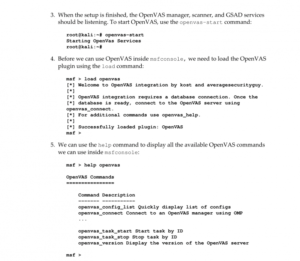 3. When the setup is finished, the OpenVAS manager, scanner, and GSAD services
should be listening. To start OpenVAS, use the openvas-start command:
root@kali:~# openvas-start
Starting OpenVas Services
root@kali:~#
4. Before we can use OpenVAS inside msfconsole, we need to load the OpenVAS
plugin using the load command:
msf > load openvas
[*] Welcome to OpenVAS integration by kost and averagesecurityguy.
[*]
[*] OpenVAS integration requires a database connection. Once the
[*] database is ready, connect to the OpenVAS server using
openvas_connect.
[*] For additional commands use openvas_help.
[*]
[*] Successfully loaded plugin: OpenVAS
msf >
5. We can use the help command to display all the available OpenVAS commands
we can use inside msfconsole:
msf > help openvas
OpenVAS Commands
================
Command Description
------- -----------
openvas_config_list Quickly display list of configs
openvas_connect Connect to an OpenVAS manager using OMP
...
openvas_task_start Start task by ID
openvas_task_stop Stop task by ID
openvas_version Display the version of the OpenVAS server
msf >